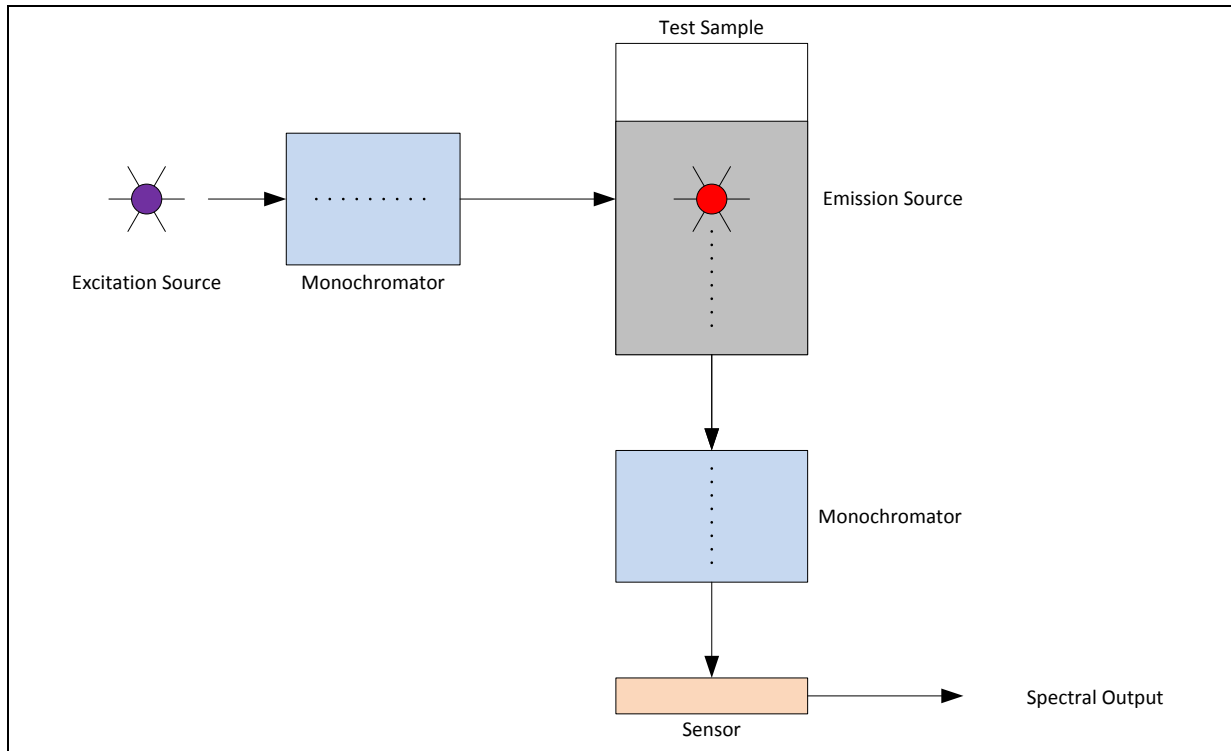 Test Sample
Emission Source
Excitation Source
Monochromator
Monochromator
Sensor
Spectral Output